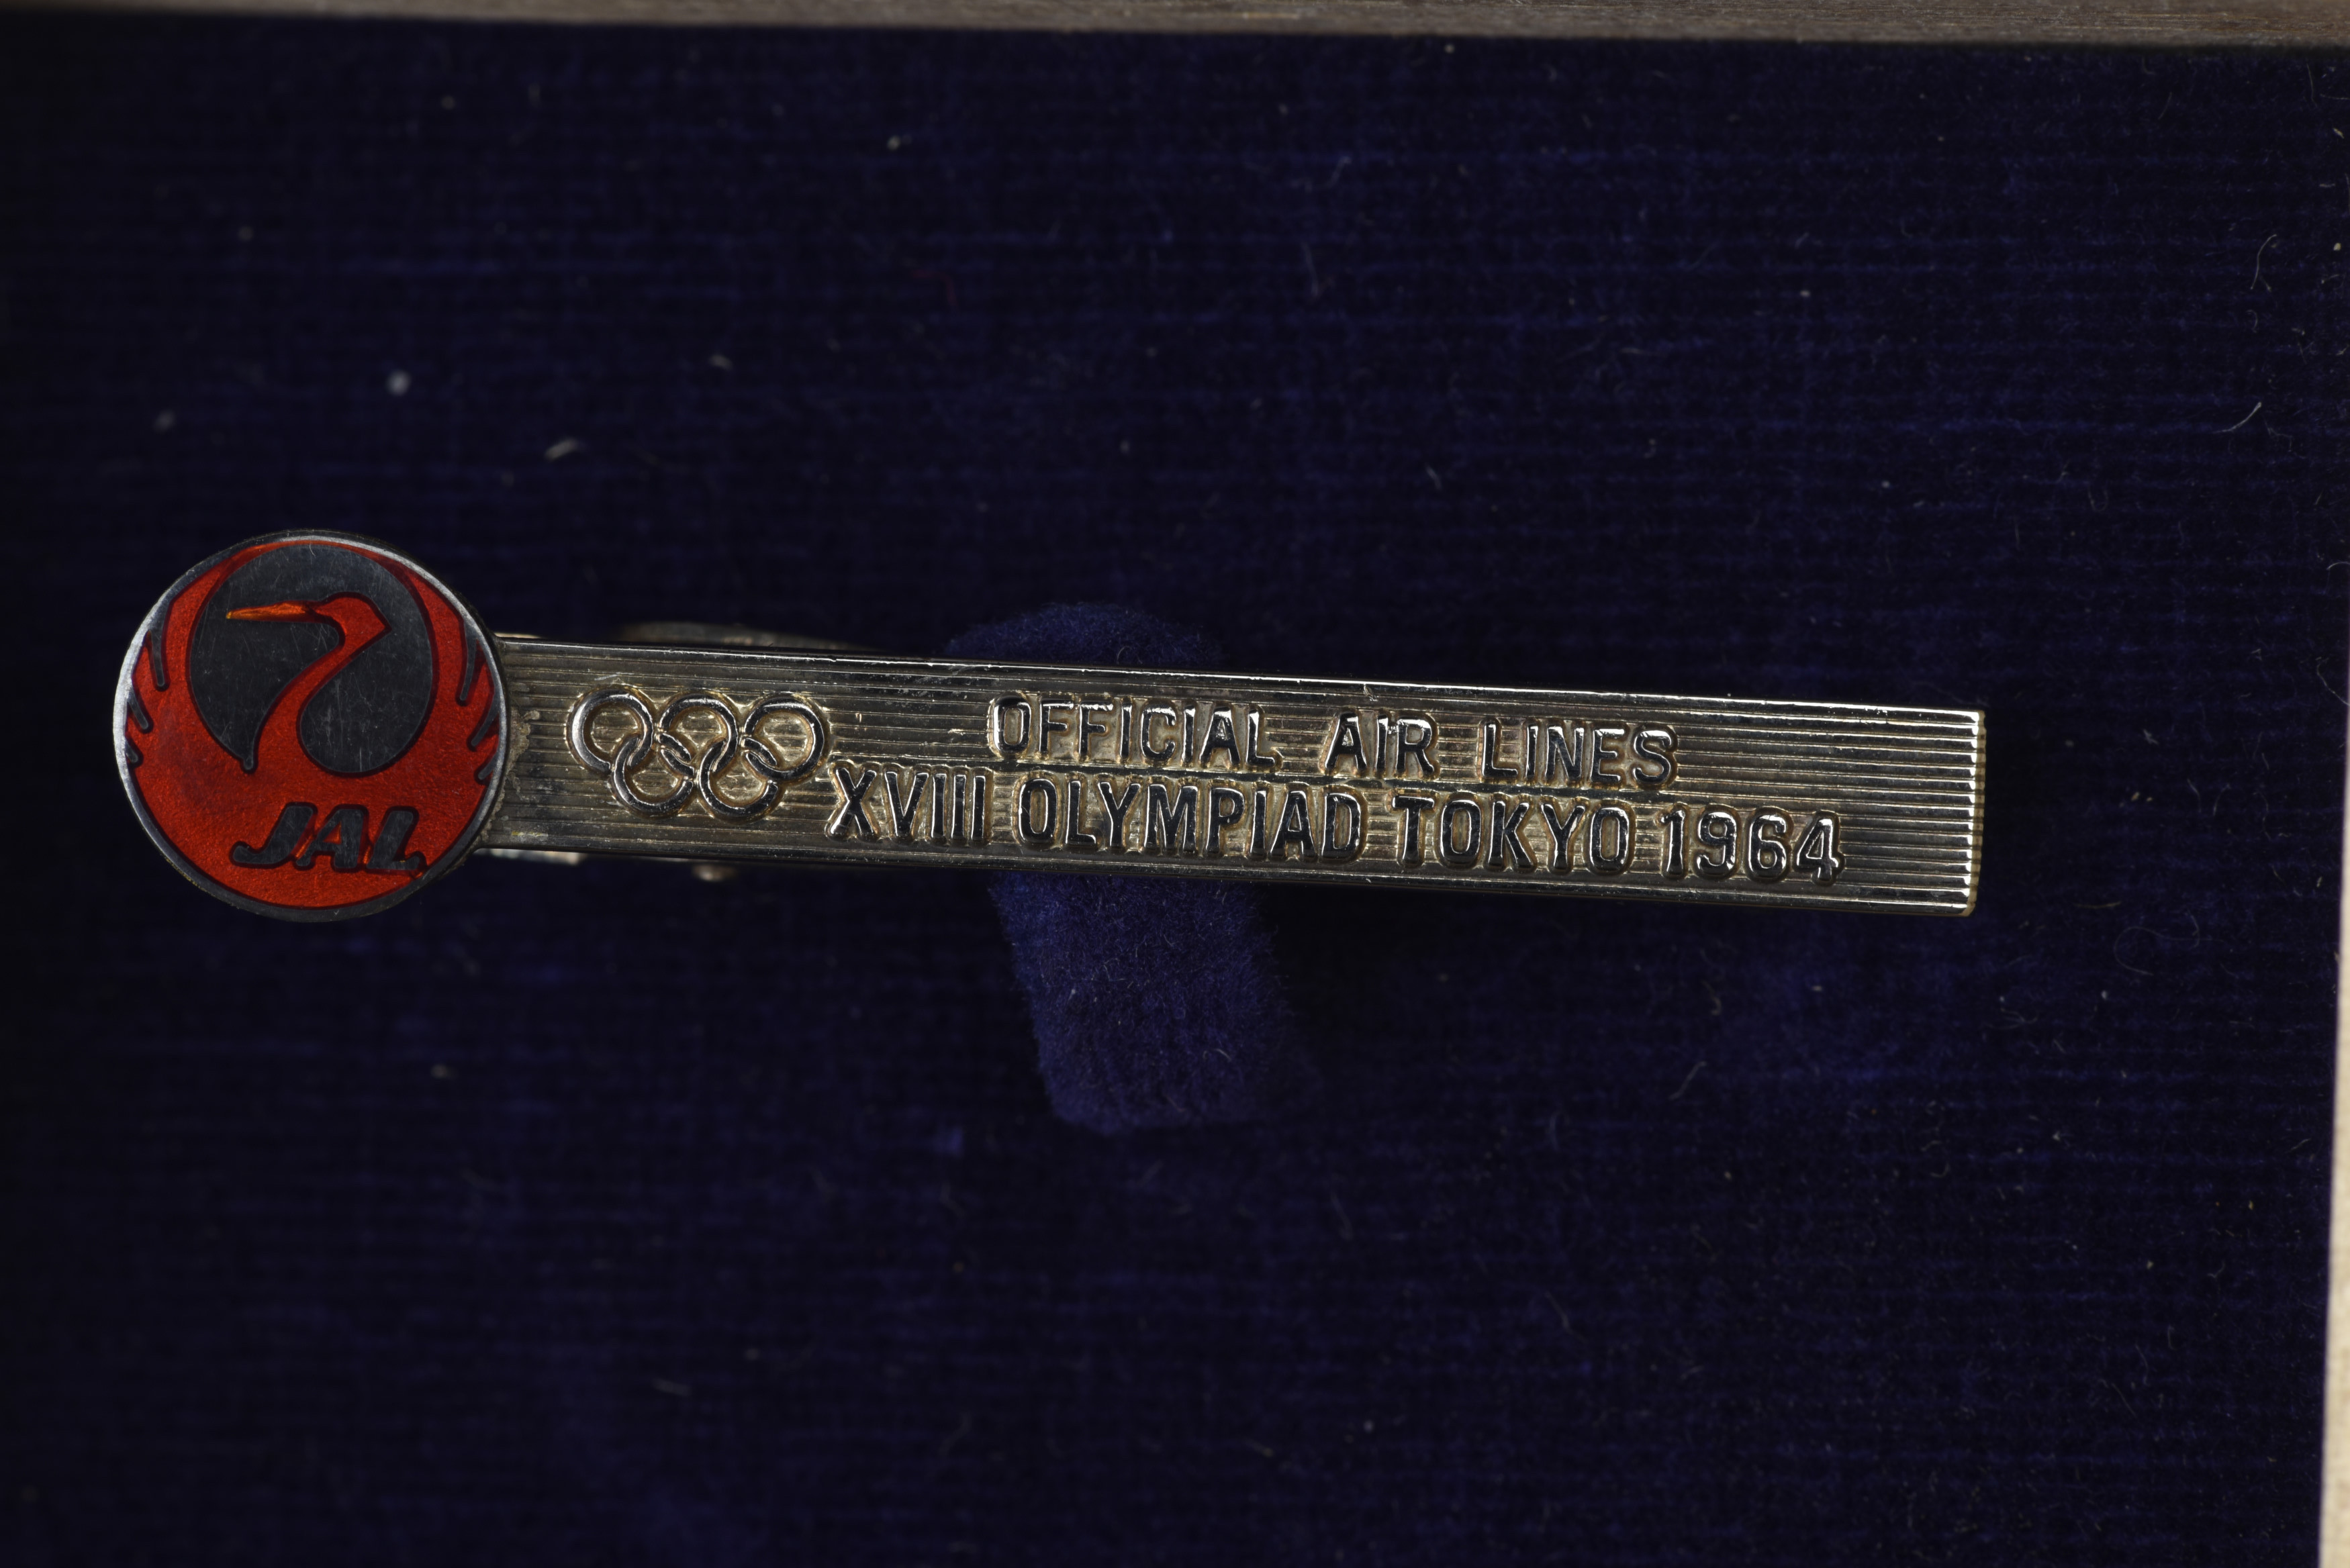 JAL
OFFICIAL AIR LINES
XVIII OLYMPIAD TOKYO 1964